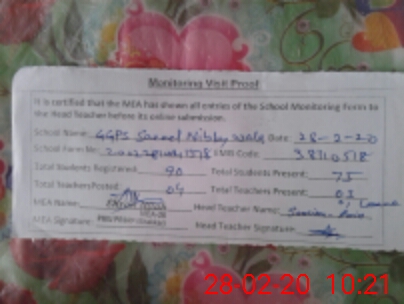 Monitoring Visit Proof
It is certified that the MEA has shown all entries of the School Monitoring Form to
the Head Teacher before its online submission.
School Name: GGPS Nibby Wala Date: 28-2-20
School Form No: EMIS Code: 38110518
Total Students Registered: 90 Total Students Present: 75
Total Teachers Posted: 04 Total Teachers Present: 03
MEA Name: Head Teacher Name:
MEA Signature: Head Teacher Signature:
28-02-20 10:21